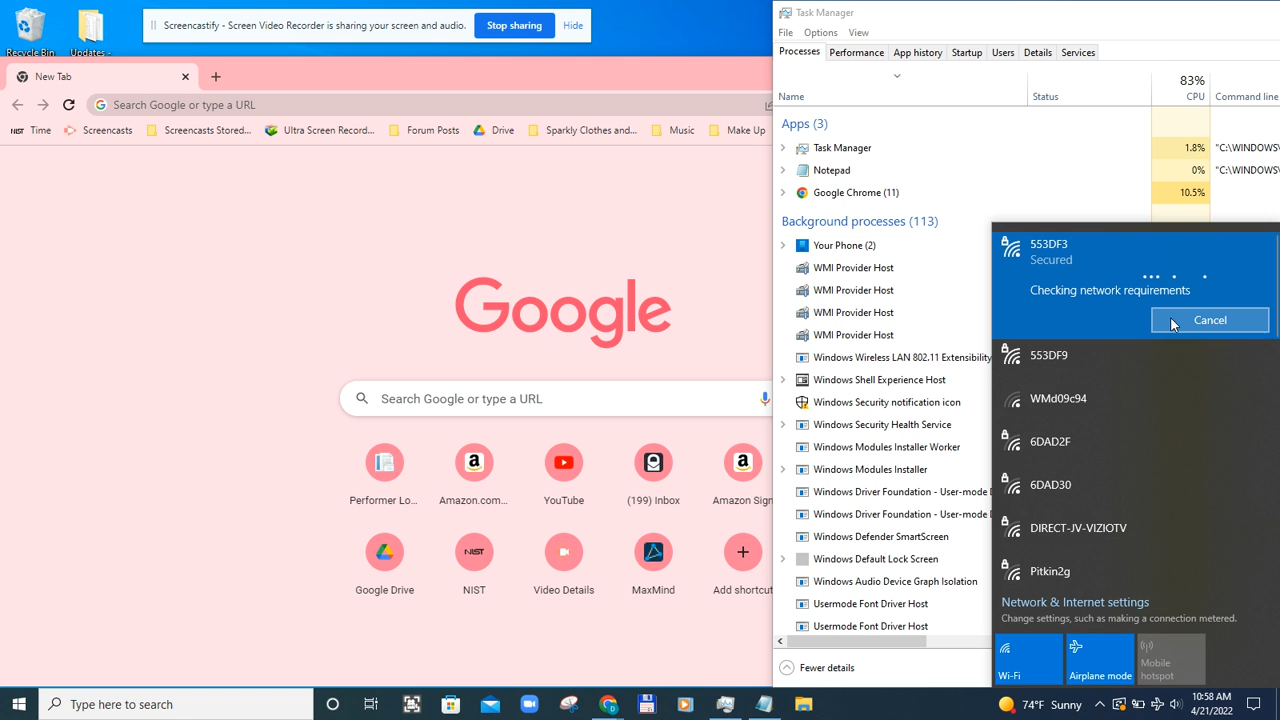 Recycle Bin
Updates -
Screencastify - Screen Video Recorder is sharing your screen and audio.
Stop sharing
Hide
New Tab
Search Google or type a URL
NIST Time
Screencasts
Screencasts Stored...
Ultra Screen Record...
Forum Posts
Drive
Sparkly Clothes and...
Music
Make Up
Google
Search Google or type a URL
Performer Lo...
Amazon.com...
YouTube
(199) Inbox
Amazon Sign
NIST
Google Drive
NIST
Video Details
MaxMind
Add shortcut
Task Manager
File Options View
Processes Performance App history Startup Users Details Services
83%
Name Status CPU Command line
Apps (3)
Task Manager 1.8% "C:\WINDOWS\
Notepad 0% "C:\WINDOWS\
Google Chrome (11) 10.5%
Background processes (113)
Your Phone (2)
WMI Provider Host
WMI Provider Host
WMI Provider Host
WMI Provider Host
Windows Wireless LAN 802.11 Extensibility
Windows Shell Experience Host
Windows Security notification icon
Windows Security Health Service
Windows Modules Installer Worker
Windows Modules Installer
Windows Driver Foundation - User-mode
Windows Driver Foundation - User-mode
Windows Defender SmartScreen
Windows Default Lock Screen
Windows Audio Device Graph Isolation
Usermode Font Driver Host
Usermode Font Driver Host
Fewer details
553DF3
Secured
Checking network requirements
Cancel
553DF9
WMd09c94
6DAD2F
6DAD30
DIRECT-JV-VIZIOTV
Pitkin2g
Network & Internet settings
Change settings, such as making a connection metered.
Wi-Fi
Airplane mode
Mobile hotspot
Type here to search
74°F Sunny
10:58 AM
4/21/2022